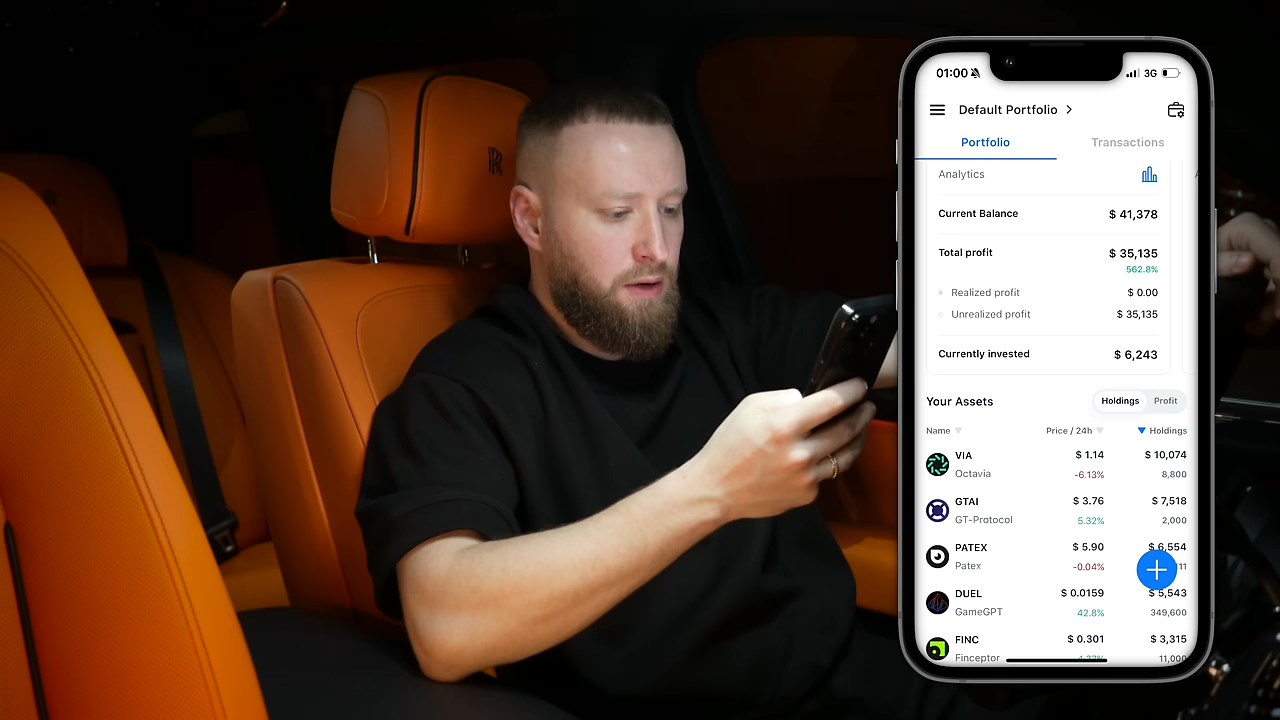 RR
01:00 3G
Default Portfolio
Portfolio Transactions
Analytics
Current Balance $ 41,378
Total profit $ 35,135
562.8%
Realized profit $ 0.00
Unrealized profit $ 35,135
Currently invested $ 6,243
Your Assets Holdings Profit
Name Price / 24h Holdings
VIA $ 1.14 $ 10,074
Octavia -6.13% 8,800
GTAI $ 3.76 $ 7,518
GT-Protocol 5.32% 2,000
PATEX $ 5.90 $ 6,554
Patex -0.04%
DUEL $ 0.0159 $ 5,543
GameGPT 42.8% 349,600
FINC $ 0.301 $ 3,315
Finceptor 11,000